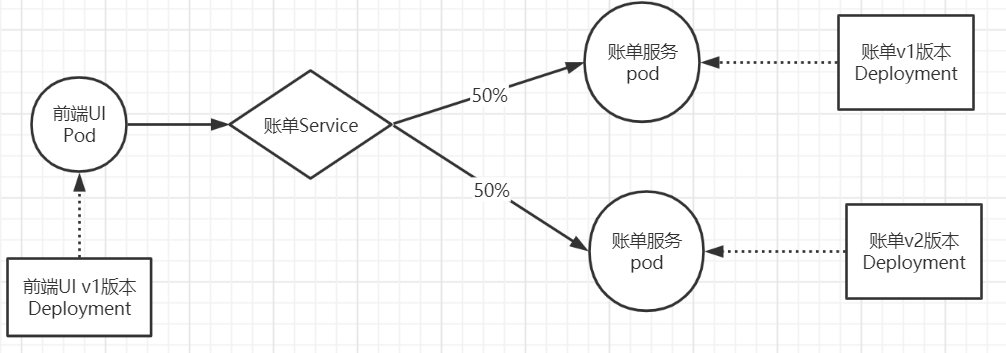 前端UI
Pod
前端UI v1版本
Deployment
账单Service
50%
50%
账单服务
pod
账单v1版本
Deployment
账单服务
pod
账单v2版本
Deployment